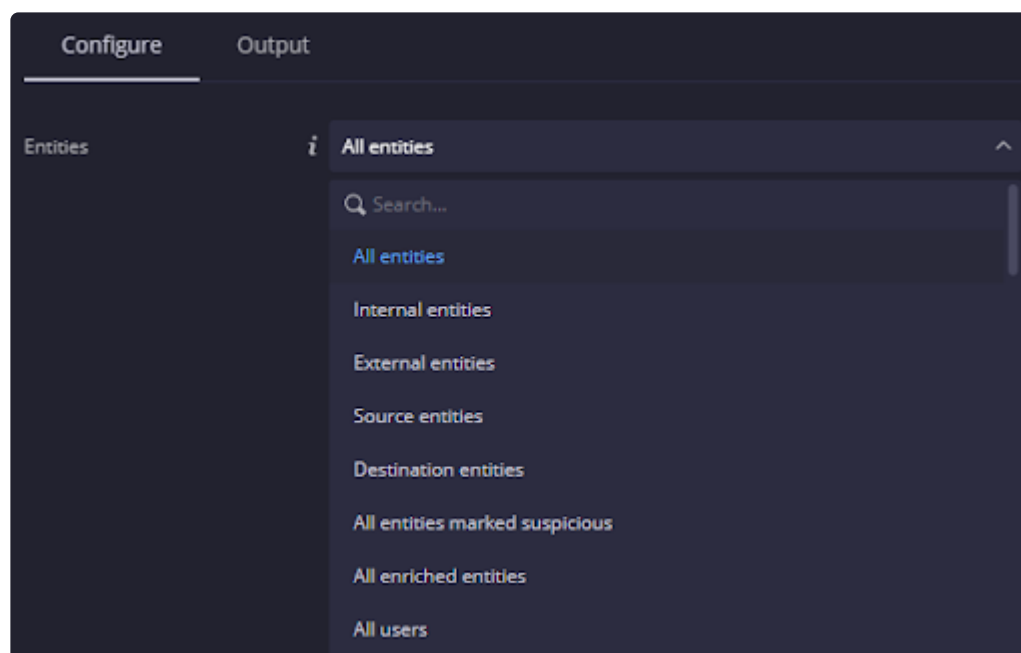 Configure Output
Entities i All entities
Search...
All entities
Internal entities
External entities
Source entities
Destination entities
All entities marked suspicious
All enriched entities
All users